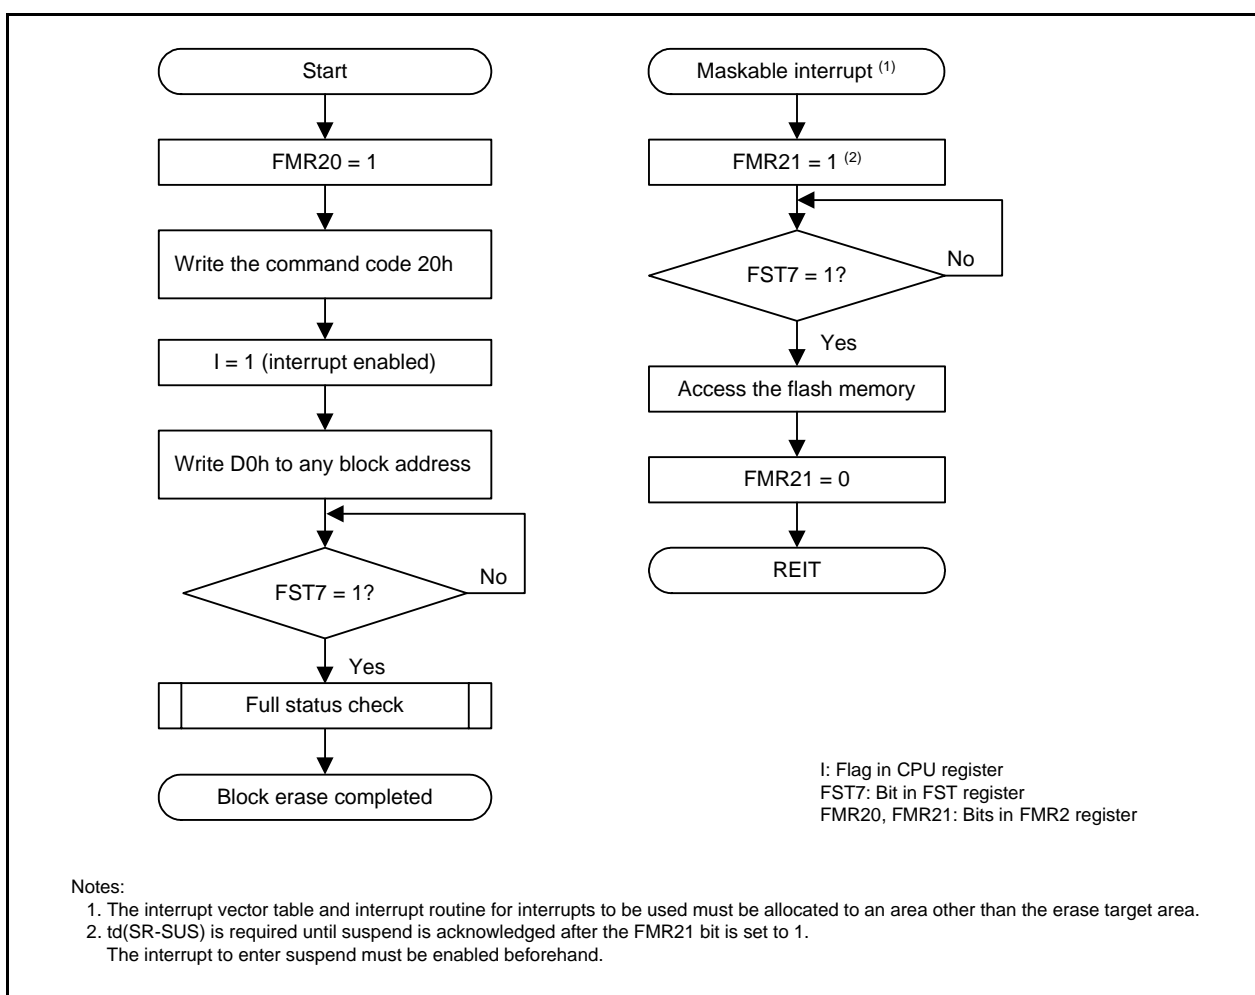 Start
FMR20 = 1
Write the command code 20h
I = 1 (interrupt enabled)
Write D0h to any block address
FST7 = 1?
No
Yes
Full status check
Block erase completed
Maskable interrupt (1)
FMR21 = 1 (2)
FST7 = 1?
No
Yes
Access the flash memory
FMR21 = 0
REIT
I: Flag in CPU register
FST7: Bit in FST register
FMR20, FMR21: Bits in FMR2 register
Notes:
1. The interrupt vector table and interrupt routine for interrupts to be used must be allocated to an area other than the erase target area.
2. td(SR-SUS) is required until suspend is acknowledged after the FMR21 bit is set to 1.
The interrupt to enter suspend must be enabled beforehand.